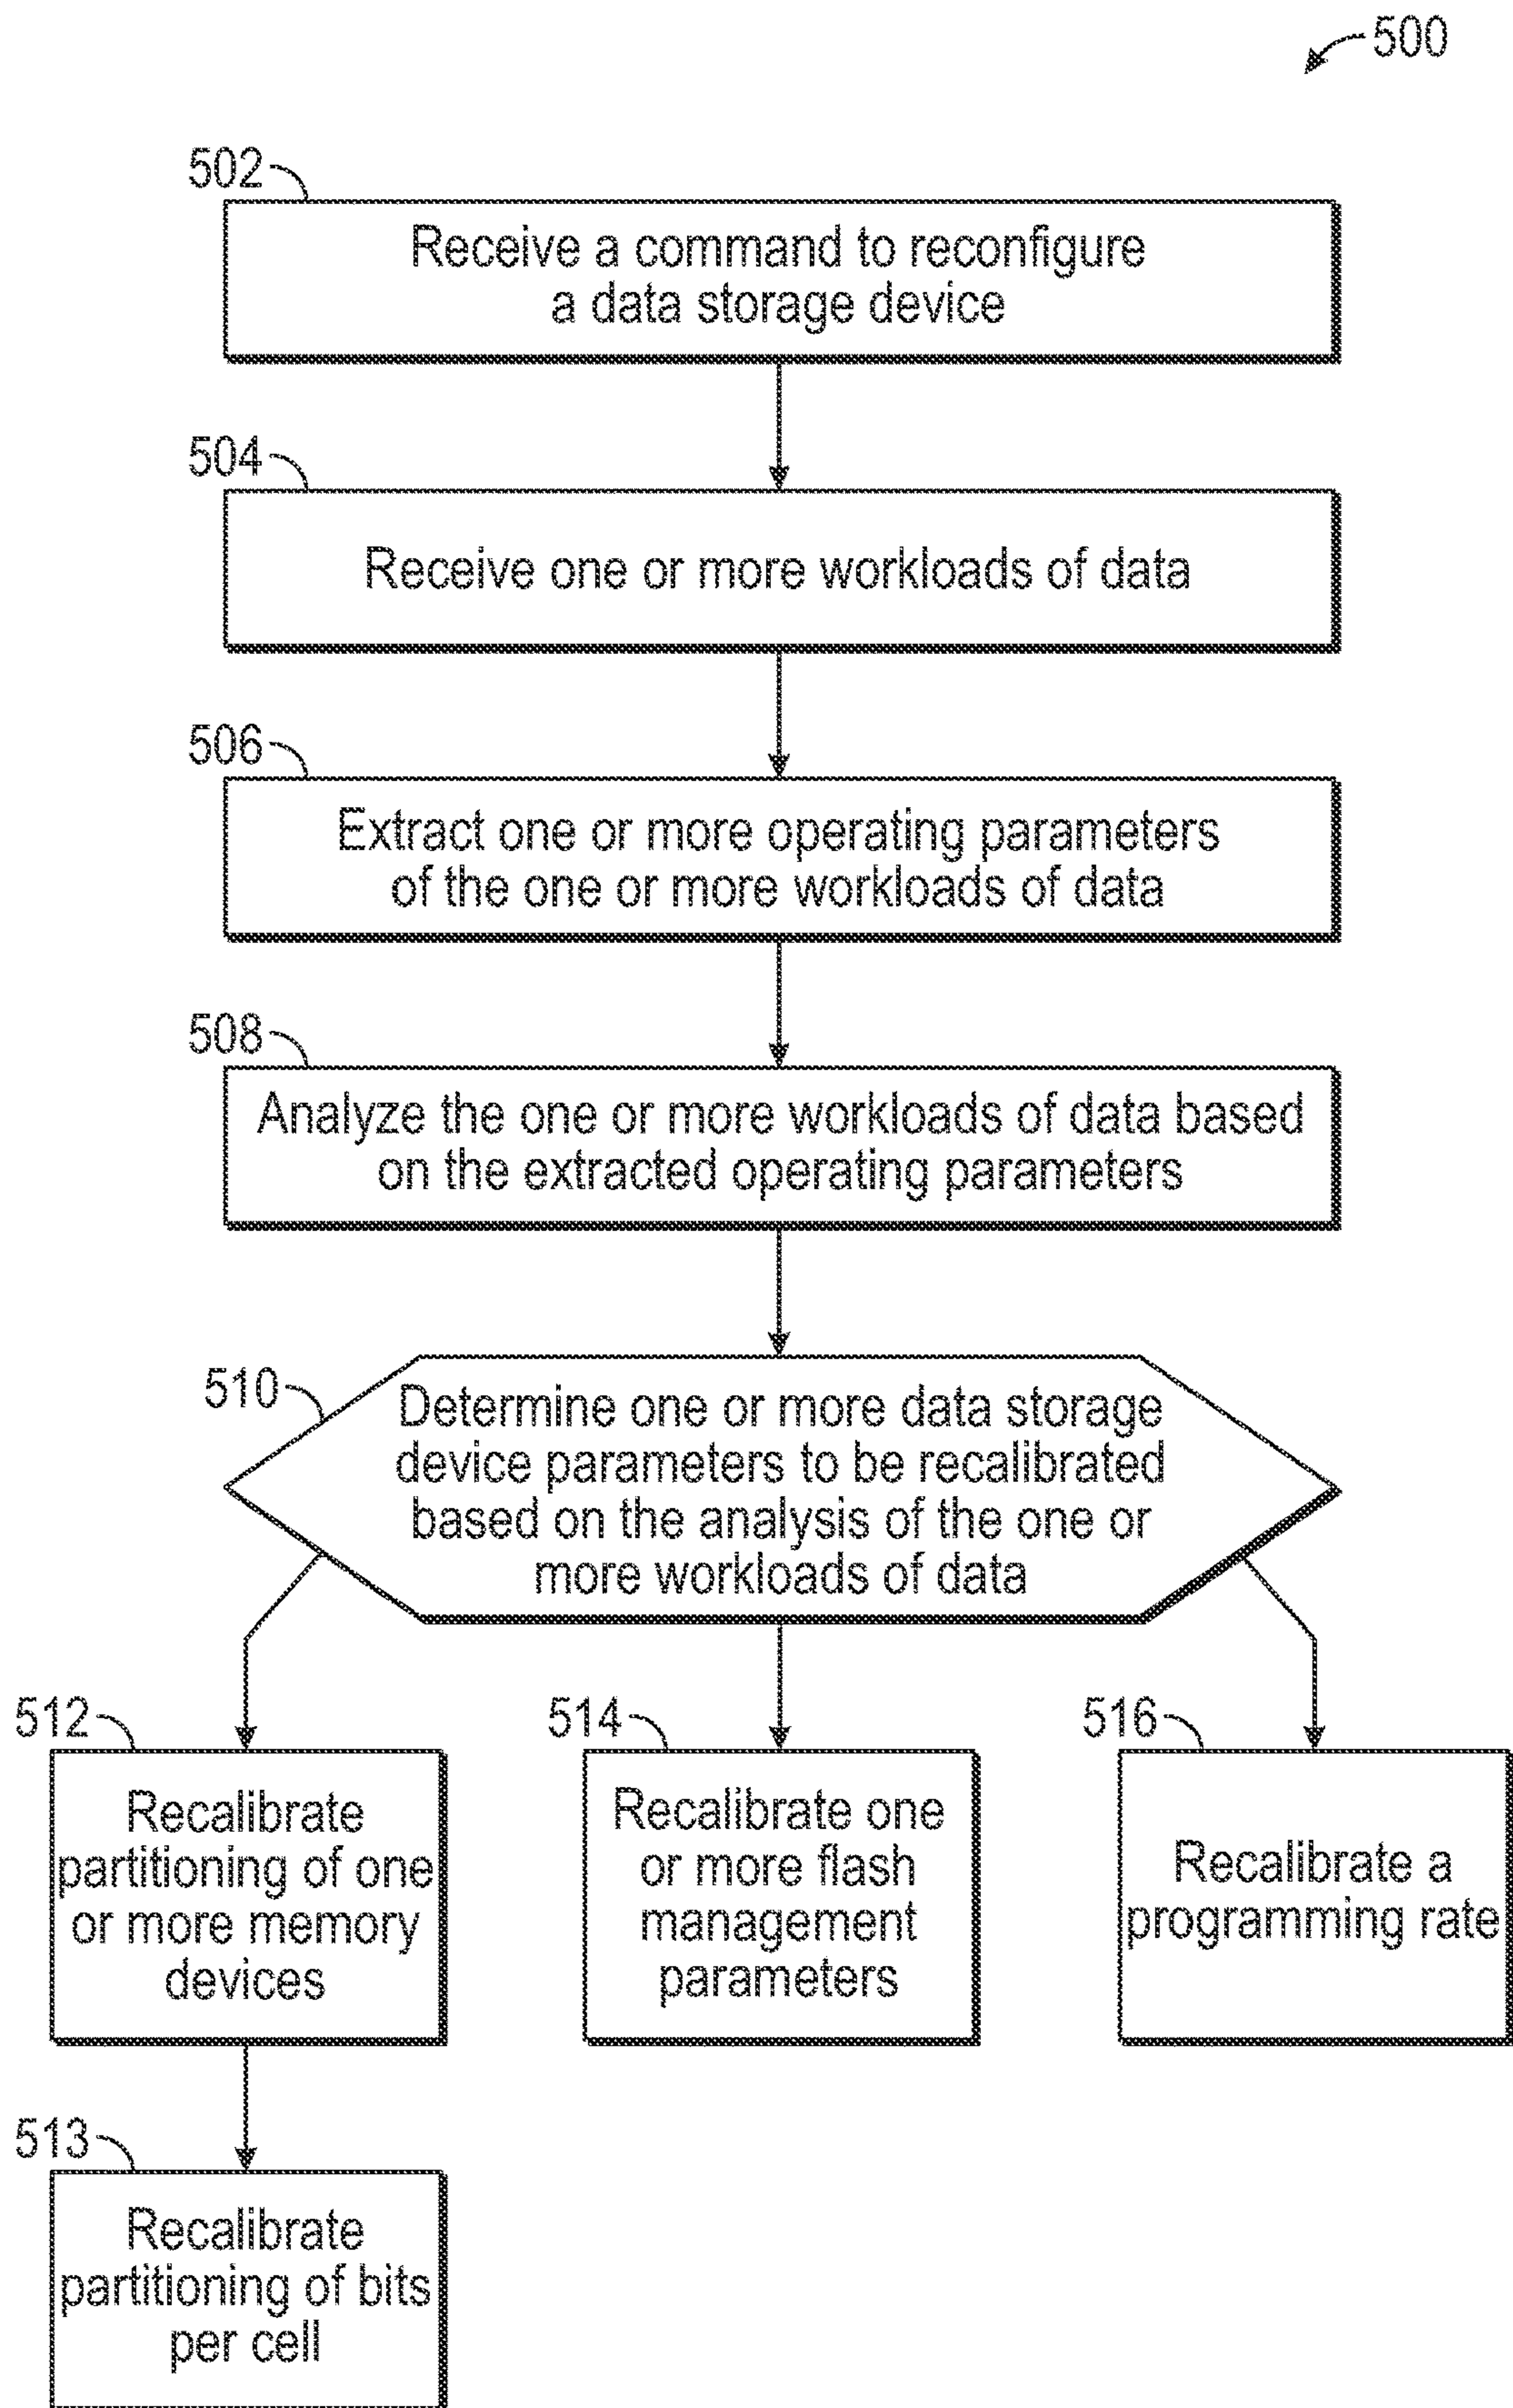 500
502
Receive a command to reconfigure
a data storage device
504
Receive one or more workloads of data
506
Extract one or more operating parameters
of the one or more workloads of data
508
Analyze the one or more workloads of data based
on the extracted operating parameters
510
Determine one or more data storage
device parameters to be recalibrated
based on the analysis of the one or
more workloads of data
512
Recalibrate
partitioning of one
or more memory
devices
514
Recalibrate one
or more flash
management
parameters
516
Recalibrate a
programming rate
513
Recalibrate
partitioning of bits
per cell